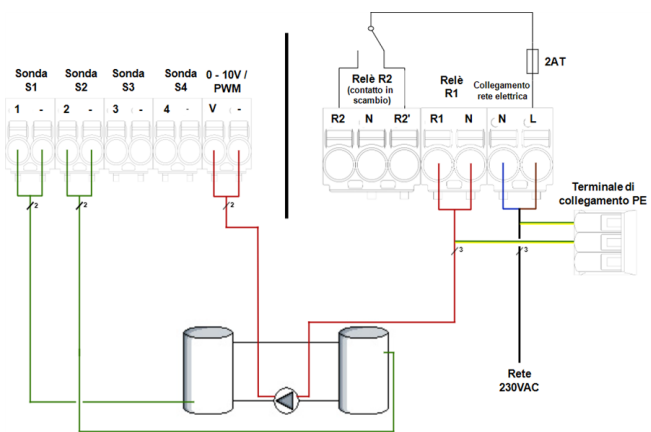 Sonda S1
Sonda S2
Sonda S3
Sonda S4
0 - 10V / PWM
1 -
2 -
3 -
4 -
V -
2
2
2
Relè R2
(contatto in
scambio)
Relè
R1
Collegamento
rete elettrica
2AT
R2 N R2'
R1 N
N L
3
3
Terminale di
collegamento PE
Rete
230VAC